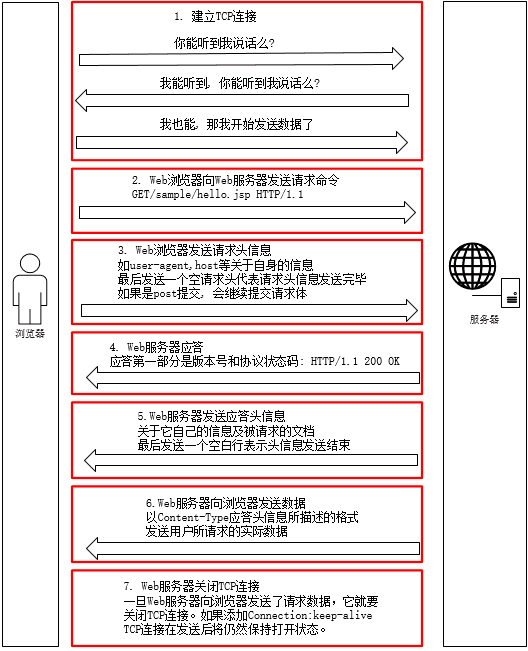 1. 建立TCP连接
你能听到我说话么?
我能听到, 你能听到我说话么?
我也能, 那我开始发送数据了
2. Web浏览器向Web服务器发送请求命令
GET/sample/hello.jsp HTTP/1.1
3. Web浏览器发送请求头信息
如user-agent,host等关于自身的信息
最后发送一个空请求头代表请求头信息发送完毕
如果是post提交, 会继续提交请求体
浏览器
服务器
4. Web服务器应答
应答第一部分是版本号和协议状态码: HTTP/1.1 200 OK
5.Web服务器发送应答头信息
关于它自己的信息及被请求的文档
最后发送一个空白行表示头信息发送结束
6.Web服务器向浏览器发送数据
以Content-Type应答头信息所描述的格式
发送用户所请求的实际数据
7. Web服务器关闭TCP连接
一旦Web服务器向浏览器发送了请求数据，它就要
关闭TCP连接。如果添加Connection:keep-alive
TCP连接在发送后将仍然保持打开状态。